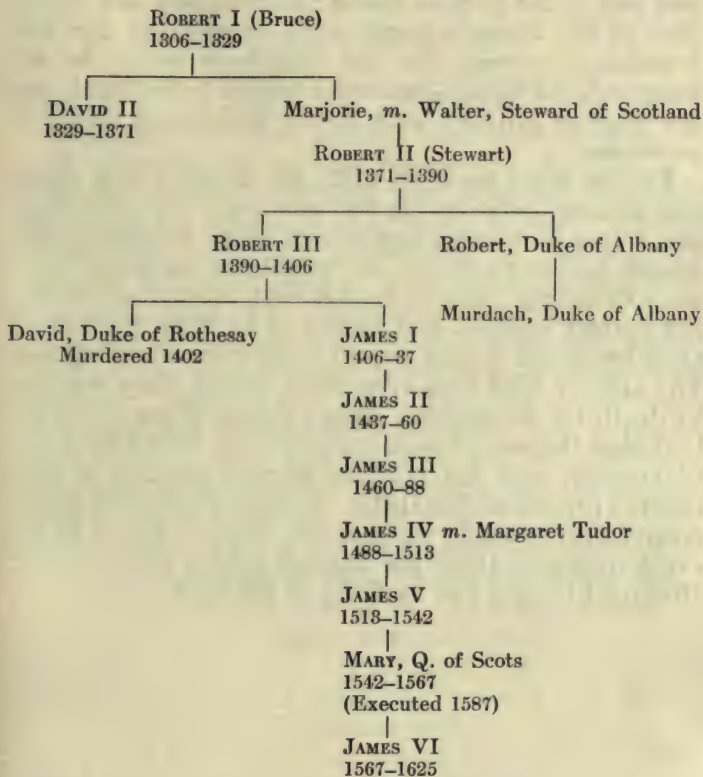 ROBERT I (Bruce)
1306–1329
DAVID II
1329–1371
Marjorie, m. Walter, Steward of Scotland
ROBERT II (Stewart)
1371–1390
ROBERT III
1390–1406
Robert, Duke of Albany
David, Duke of Rothesay
Murdered 1402
JAMES I
1406–37
Murdach, Duke of Albany
JAMES II
1437–60
JAMES III
1460–88
JAMES IV m. Margaret Tudor
1488–1513
JAMES V
1513–1542
MARY, Q. of Scots
1542–1567
(Executed 1587)
JAMES VI
1567–1625